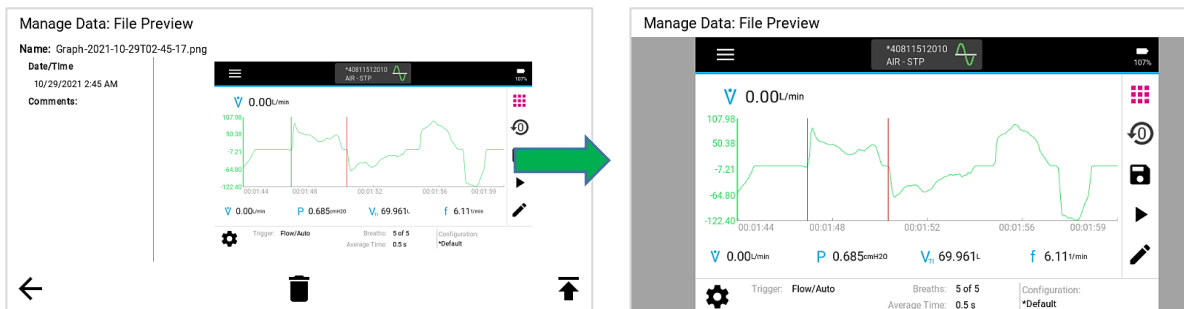 Manage Data: File Preview
Name: Graph-2021-10-29T02-45-17.png
Date/Time
10/29/2021 2:45 AM
Comments:
*40811512010
AIR - STP
107%
V̇ 0.00L/min
107.98
50.38
-7.21
-64.80
-122.40
00:01:44 00:01:48 00:01:52 00:01:56 00:01:59
0
V̇ 0.00L/min P 0.685cmH20 VTI 69.961L f 6.111/min
Trigger: Flow/Auto Breaths: 5 of 5 Configuration:
Average Time: 0.5 s *Default
Manage Data: File Preview
*40811512010
AIR - STP
107%
V̇ 0.00L/min
107.98
50.38
-7.21
-64.80
-122.40
00:01:44 00:01:48 00:01:52 00:01:56 00:01:59
0
V̇ 0.00L/min P 0.685cmH20 VTI 69.961L f 6.111/min
Trigger: Flow/Auto Breaths: 5 of 5 Configuration:
Average Time: 0.5 s *Default